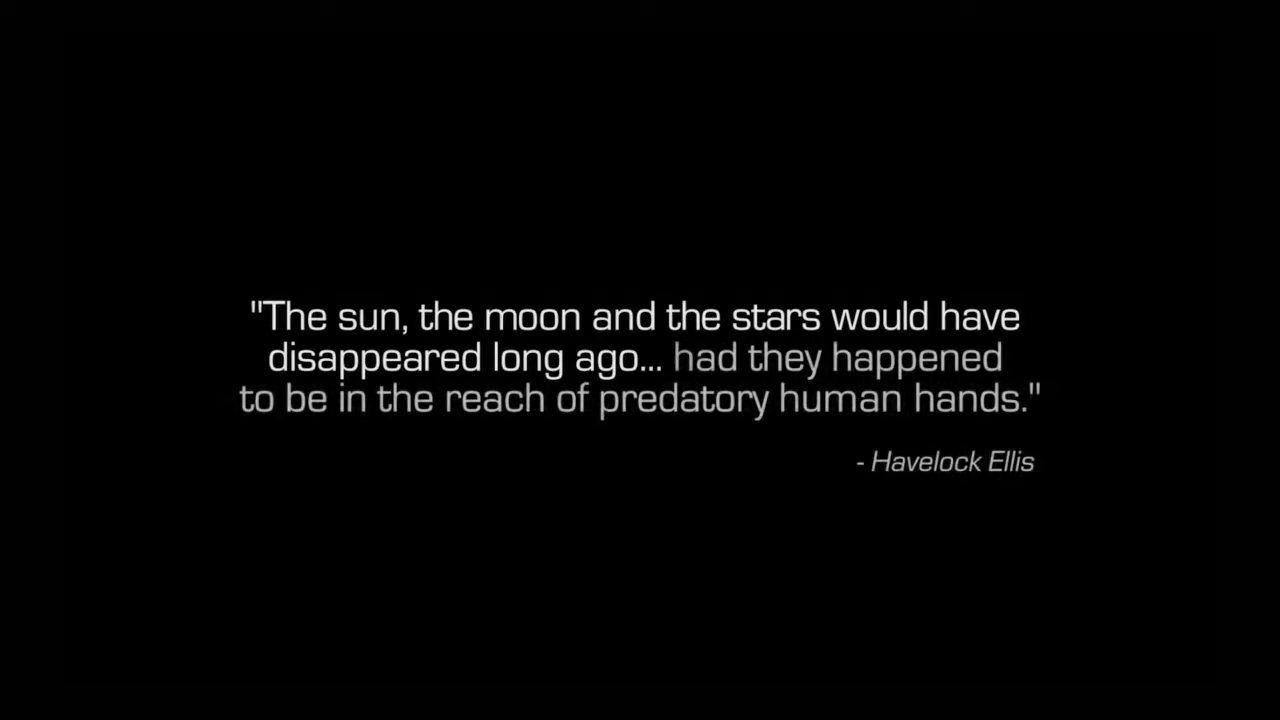 "The sun, the moon and the stars would have
disappeared long ago... had they happened
to be in the reach of predatory human hands."
- Havelock Ellis